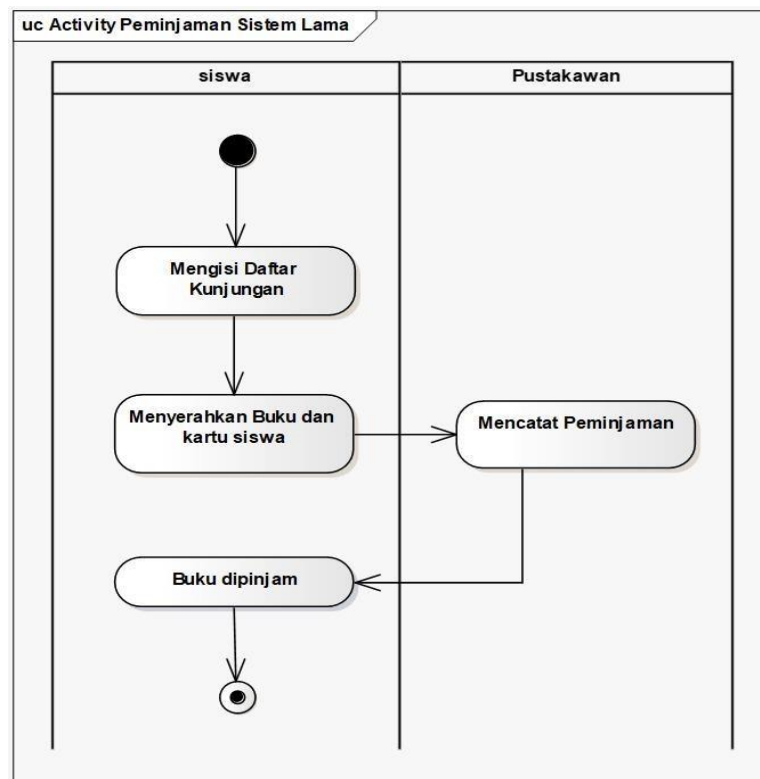 uc Activity Peminjaman Sistem Lama
siswa
Pustakawan
Mengisi Daftar
Kunjungan
Menyerahkan Buku dan
kartu siswa
Mencatat Peminjaman
Buku dipinjam